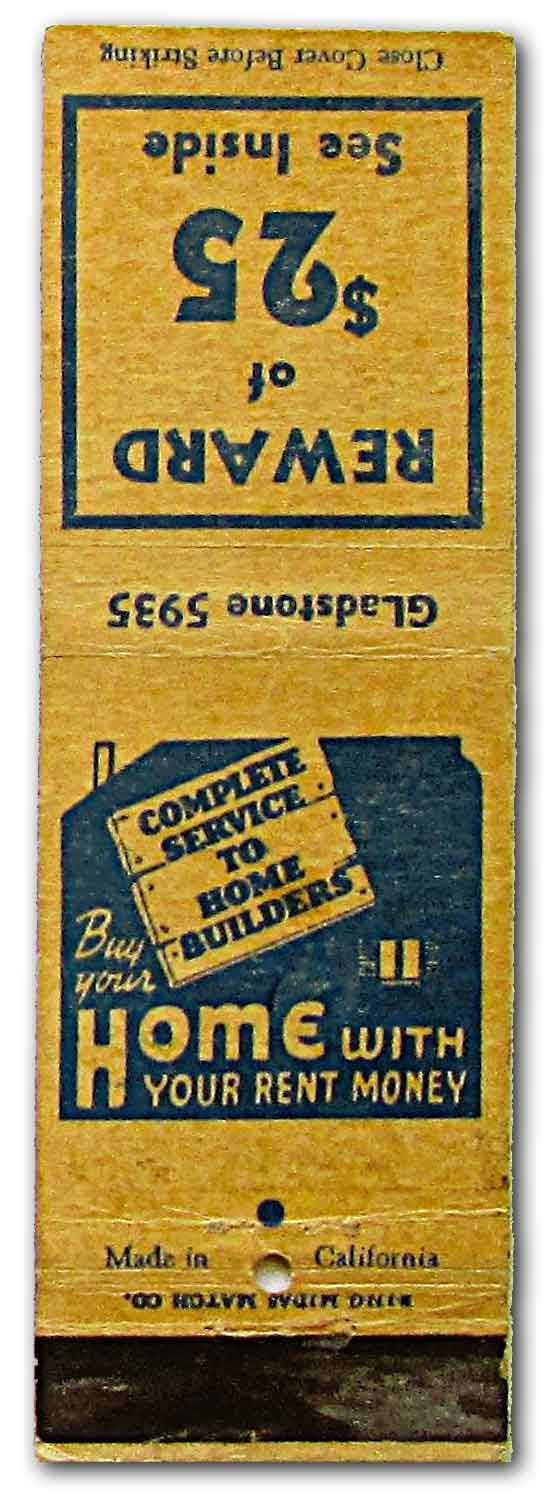 Close Cover Before Striking
REWARD
of
$25
See Inside
GLadstone 5935
COMPLETE
SERVICE
TO
HOME
BUILDERS
Buy
your
HOME WITH
YOUR RENT MONEY
Made in California
KING MIDAS MATCH CO.